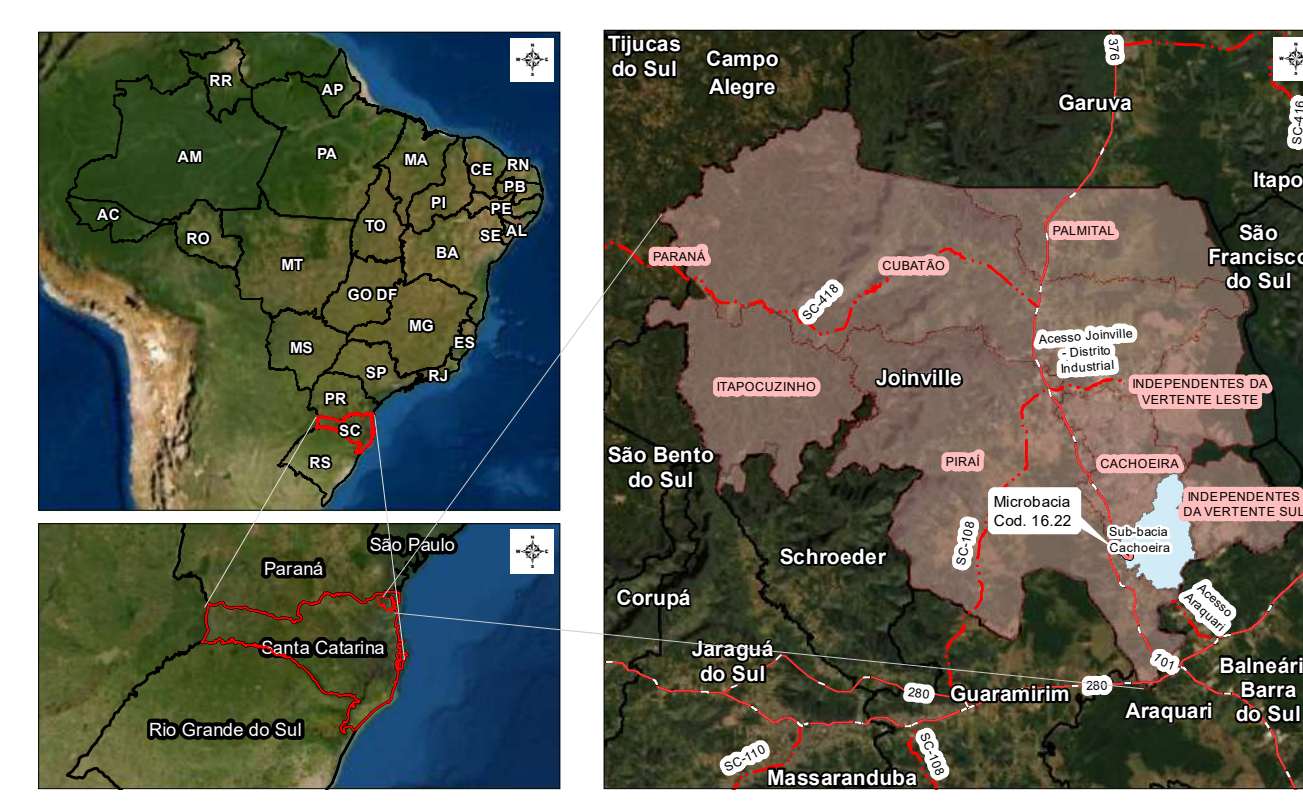 RR
AP
AM
PA
MA
CE
RN
PB
PI
PE
AC
TO
SE
AL
RO
BA
MT
GO
DF
MG
ES
MS
SP
RJ
PR
SC
RS
São Paulo
Paraná
Santa Catarina
Rio Grande do Sul
Tijucas
do Sul
Campo
Alegre
376
Garuva
SC-416
Itapo
PALMITAL
São
Francisco
do Sul
PARANÁ
CUBATÃO
SC-418
Acesso Joinville
- Distrito
Industrial
ITAPOCUZINHO
Joinville
INDEPENDENTES DA
VERTENTE LESTE
São Bento
do Sul
PIRAÍ
CACHOEIRA
Microbacia
Cod. 16.22
INDEPENDENTES
DA VERTENTE SUL
SC-108
Sub-bacia
Cachoeira
Schroeder
Corupá
Acesso
Araquari
Jaraguá
do Sul
101
280
Guaramirim
280
Araquari
Balneári
Barra
do Sul
SC-110
SC-108
Massaranduba